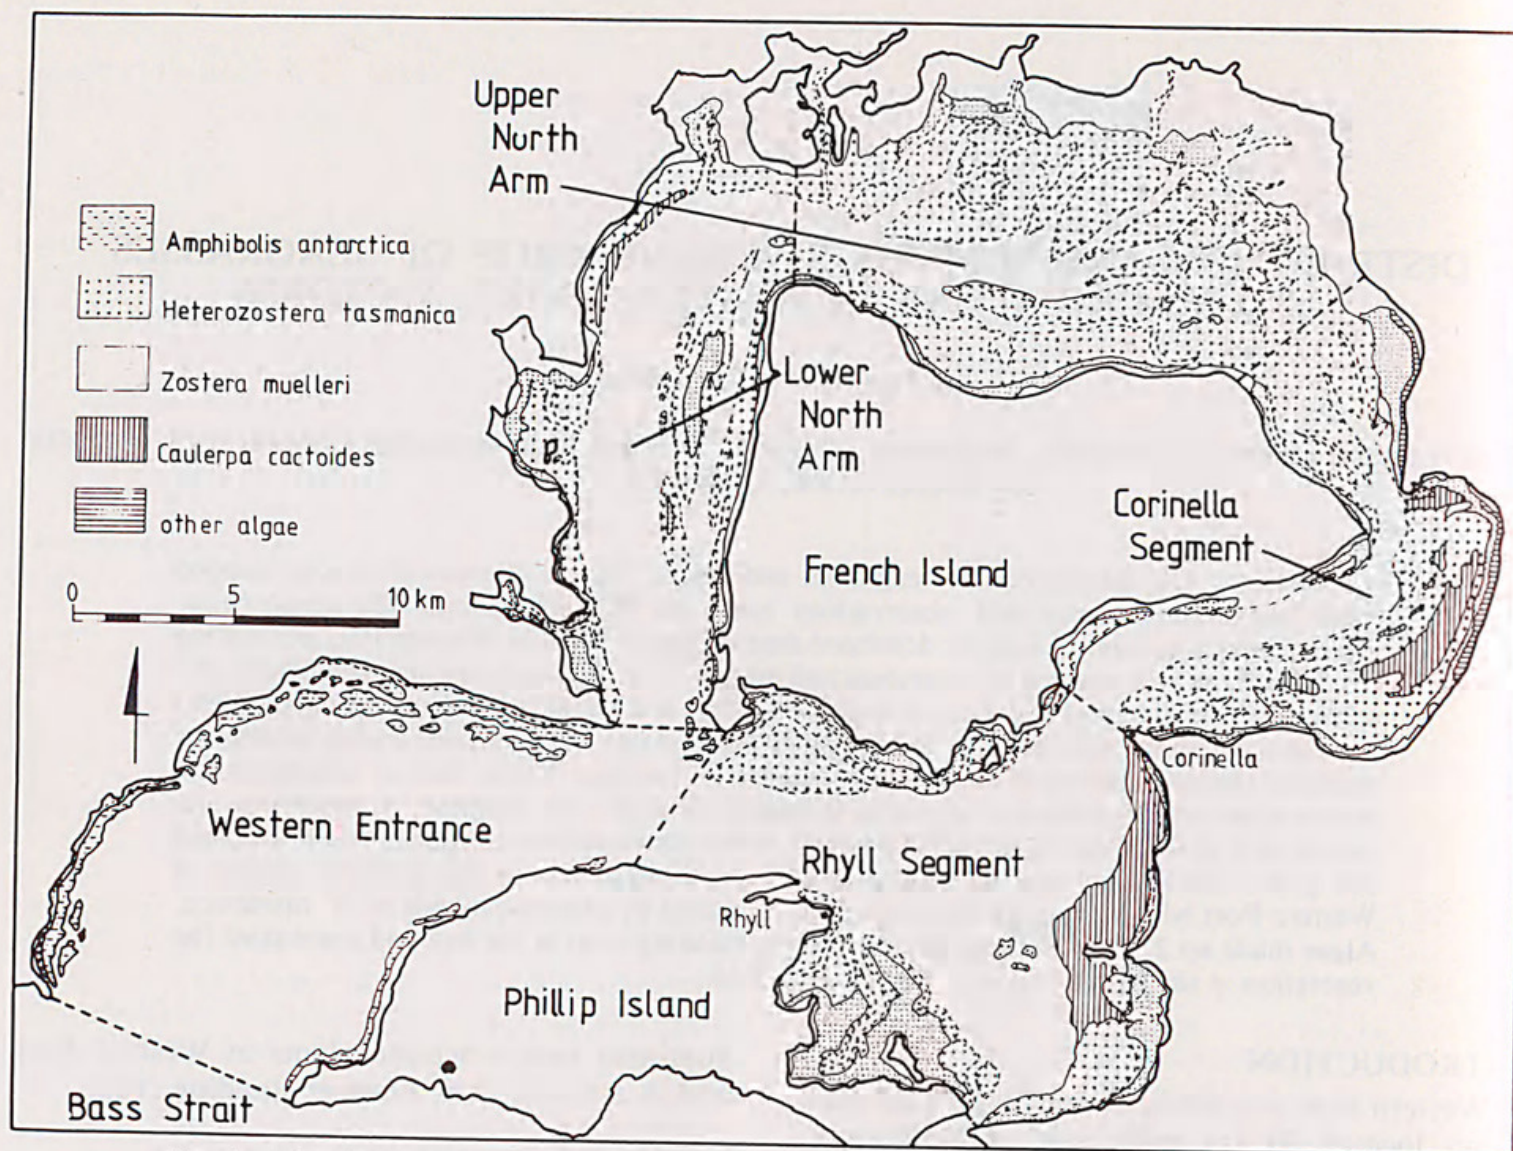 Upper
North
Arm
Amphibolis antarctica
Heterozostera tasmanica
Zostera muelleri
Caulerpa cactoides
other algae
0 5 10 km
Lower
North
Arm
Corinella
Segment
French Island
Corinella
Western Entrance
Rhyll Segment
Rhyll
Phillip Island
Bass Strait